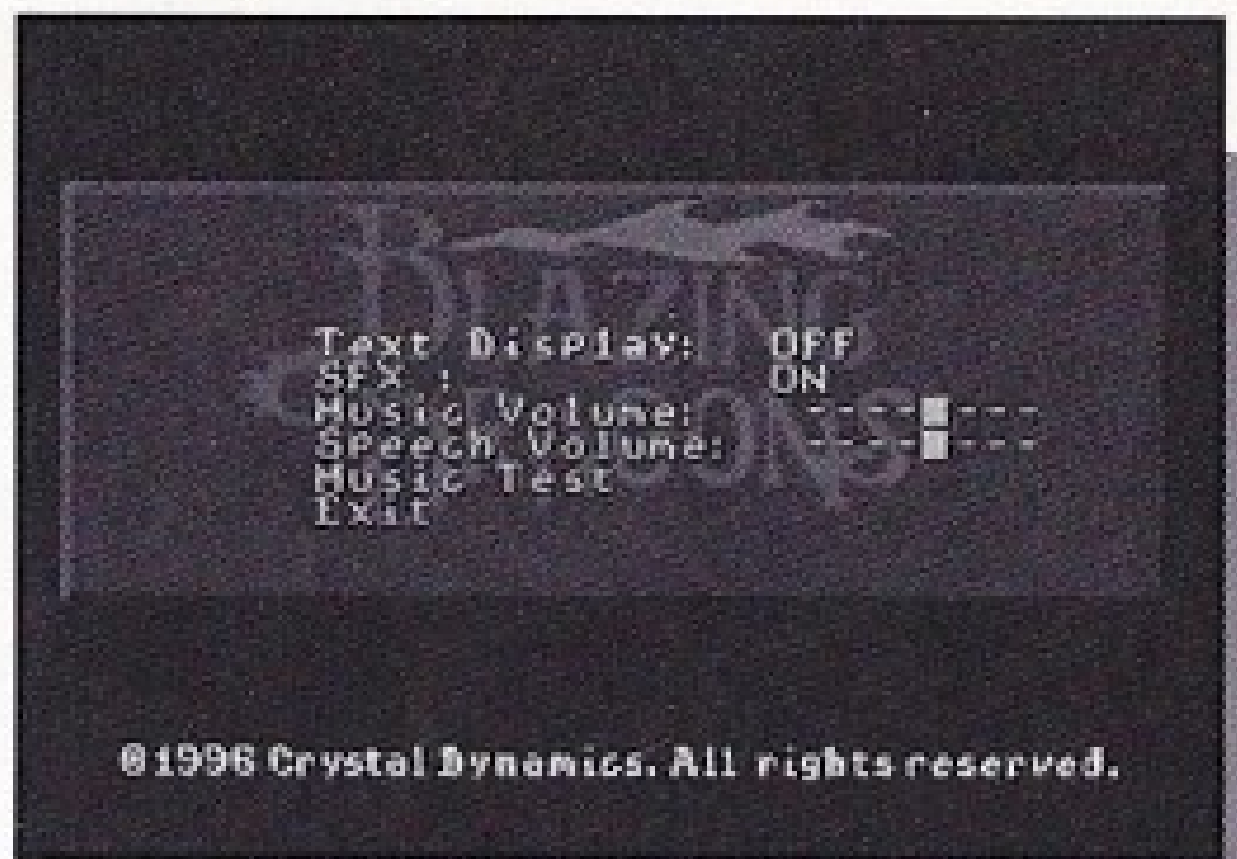 BLAZING
DRAGONS
Text Display: OFF
SFX : ON
Music Volume: ----█---
Speech Volume: ----█---
Music Test
Exit
©1996 Crystal Dynamics. All rights reserved.